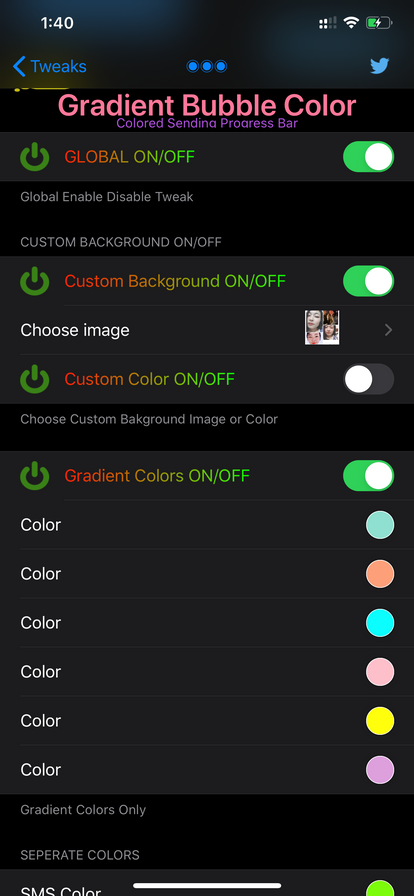 1:40
Tweaks
Gradient Bubble Color
Colored Sending Progress Bar
GLOBAL ON/OFF
Global Enable Disable Tweak
CUSTOM BACKGROUND ON/OFF
Custom Background ON/OFF
Choose image
Custom Color ON/OFF
Choose Custom Bakground Image or Color
Gradient Colors ON/OFF
Color
Color
Color
Color
Color
Color
Gradient Colors Only
SEPERATE COLORS
SMS Color